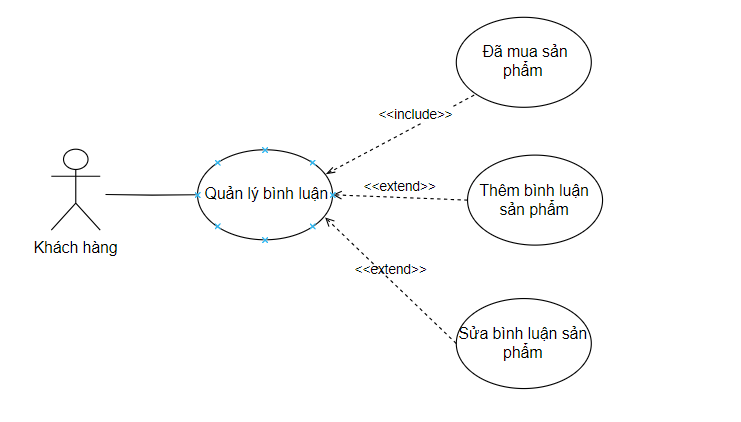 Đã mua sản
phẩm
<<include>>
<<extend>>
Thêm bình luận
sản phẩm
Quản lý bình luận
Khách hàng
<<extend>>
Sửa bình luận sản
phẩm